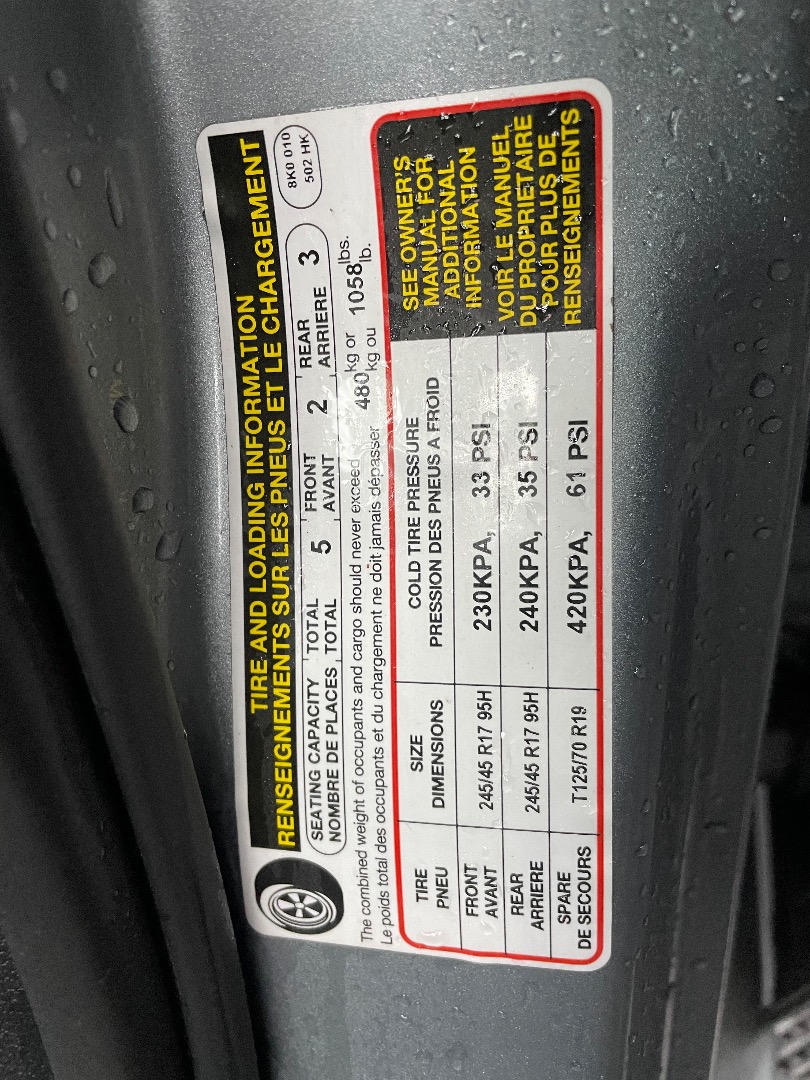 TIRE AND LOADING INFORMATION
RENSEIGNEMENTS SUR LES PNEUS ET LE CHARGEMENT
SEATING CAPACITY TOTAL 5 FRONT 2 REAR 3
NOMBRE DE PLACES TOTAL AVANT ARRIERE
8K0 010
502 HK
The combined weight of occupants and cargo should never exceed 480 kg or 1058 lbs.
Le poids total des occupants et du chargement ne doit jamais dépasser kg ou lb.
TIRE SIZE COLD TIRE PRESSURE
PNEU DIMENSIONS PRESSION DES PNEUS A FROID
FRONT
AVANT 245/45 R17 95H 230KPA, 33 PSI
REAR
ARRIERE 245/45 R17 95H 240KPA, 35 PSI
SPARE
DE SECOURS T125/70 R19 420KPA, 61 PSI
SEE OWNER'S
MANUAL FOR
ADDITIONAL
INFORMATION
VOIR LE MANUEL
DU PROPRIETAIRE
POUR PLUS DE
RENSEIGNEMENTS